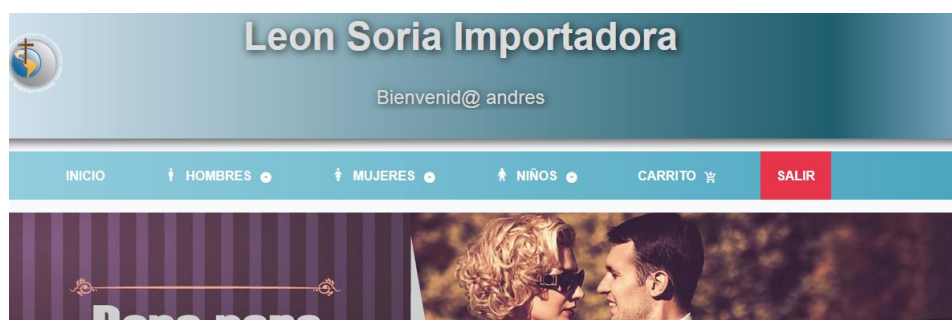 Leon Soria Importadora
Bienvenid@ andres
INICIO HOMBRES MUJERES NIÑOS CARRITO SALIR